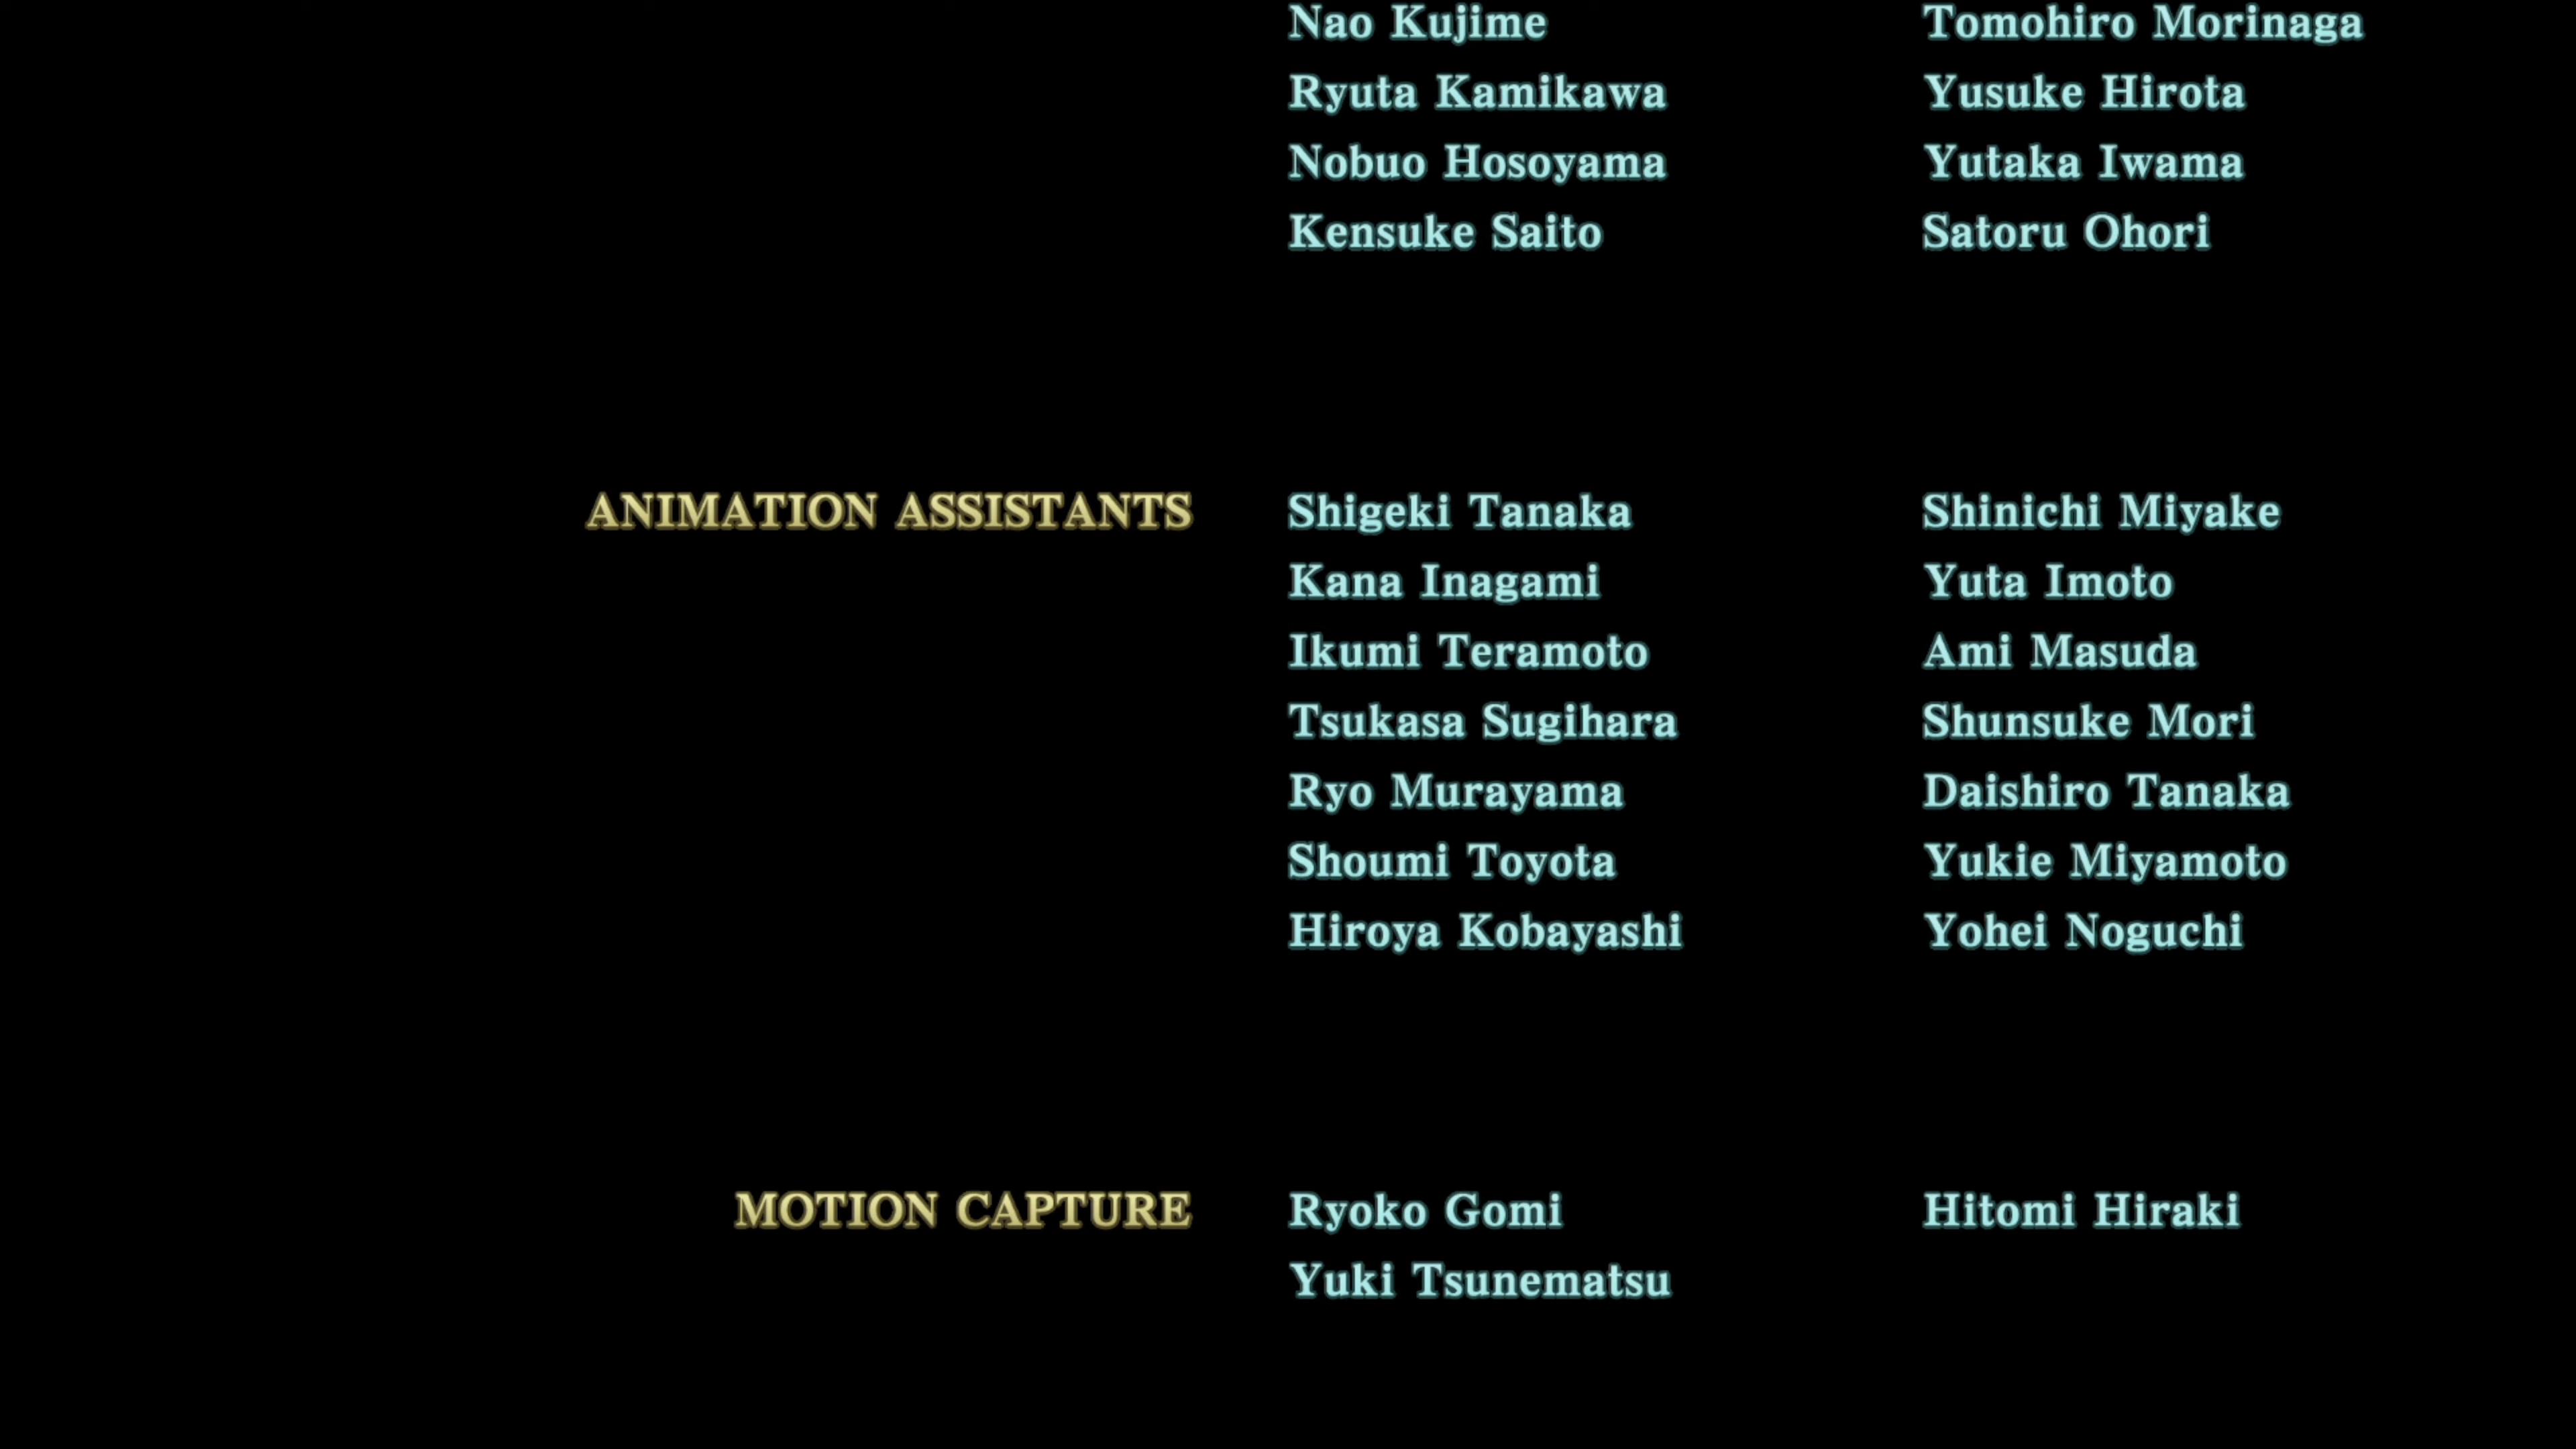 Nao Kujime Tomohiro Morinaga
Ryuta Kamikawa Yusuke Hirota
Nobuo Hosoyama Yutaka Iwama
Kensuke Saito Satoru Ohori
ANIMATION ASSISTANTS Shigeki Tanaka Shinichi Miyake
Kana Inagami Yuta Imoto
Ikumi Teramoto Ami Masuda
Tsukasa Sugihara Shunsuke Mori
Ryo Murayama Daishiro Tanaka
Shoumi Toyota Yukie Miyamoto
Hiroya Kobayashi Yohei Noguchi
MOTION CAPTURE Ryoko Gomi Hitomi Hiraki
Yuki Tsunematsu